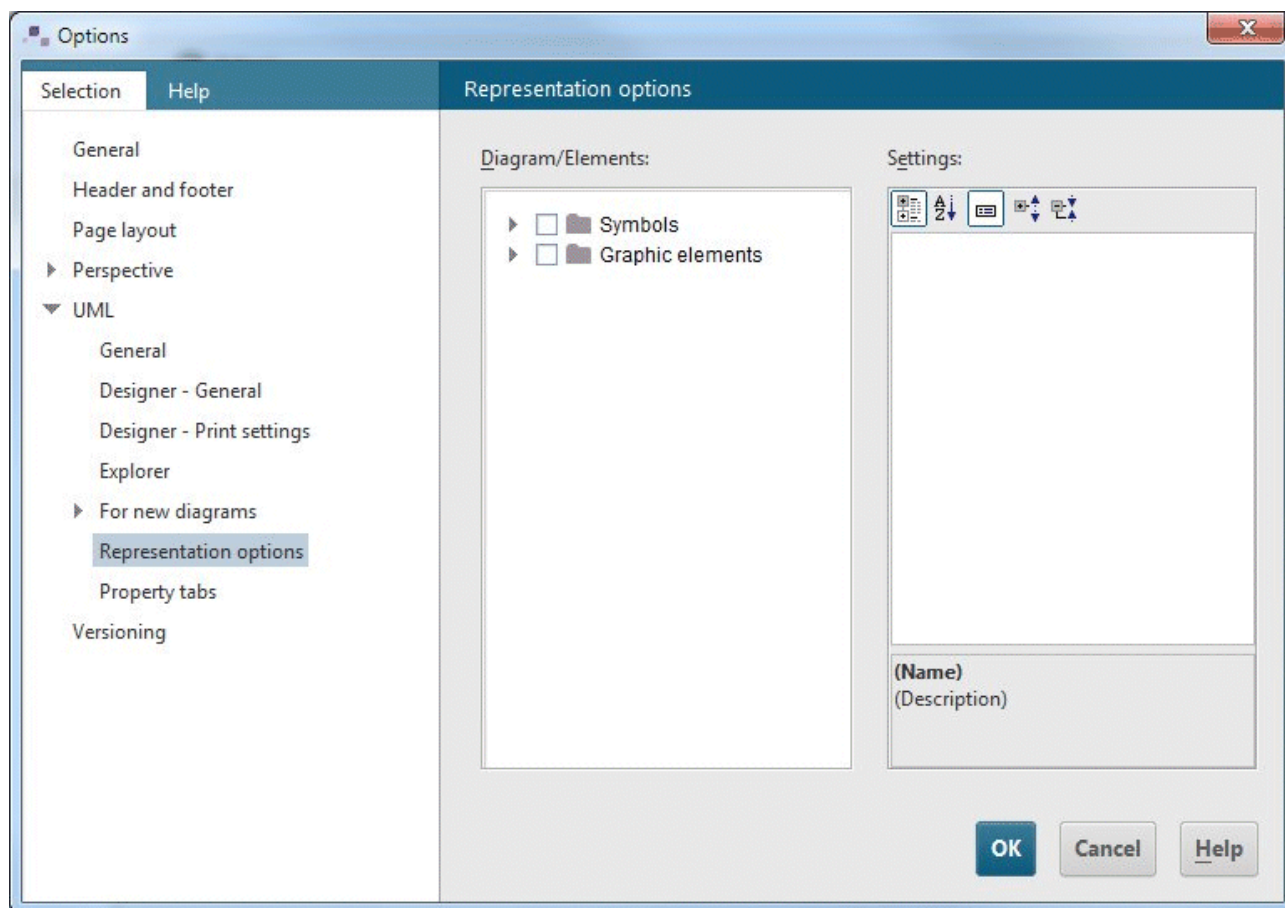 Options
Selection
Help
General
Header and footer
Page layout
Perspective
UML
General
Designer - General
Designer - Print settings
Explorer
For new diagrams
Representation options
Property tabs
Versioning
Representation options
Diagram/Elements:
Symbols
Graphic elements
Settings:
(Name)
(Description)
OK
Cancel
Help